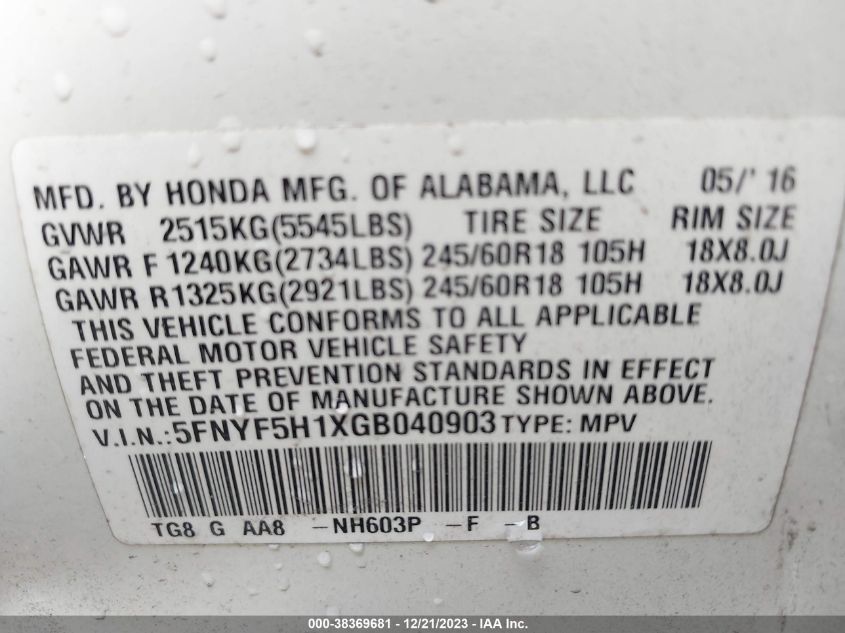 MFD. BY HONDA MFG. OF ALABAMA, LLC 05/' 16
GVWR 2515KG(5545LBS) TIRE SIZE RIM SIZE
GAWR F 1240KG(2734LBS) 245/60R18 105H 18X8.0J
GAWR R 1325KG(2921LBS) 245/60R18 105H 18X8.0J
THIS VEHICLE CONFORMS TO ALL APPLICABLE
FEDERAL MOTOR VEHICLE SAFETY
AND THEFT PREVENTION STANDARDS IN EFFECT
ON THE DATE OF MANUFACTURE SHOWN ABOVE.
V.I.N.: 5FNYF5H1XGB040903 TYPE: MPV
TG8 G AA8 -NH603P -F -B
000-38369681 - 12/21/2023 - IAA Inc.